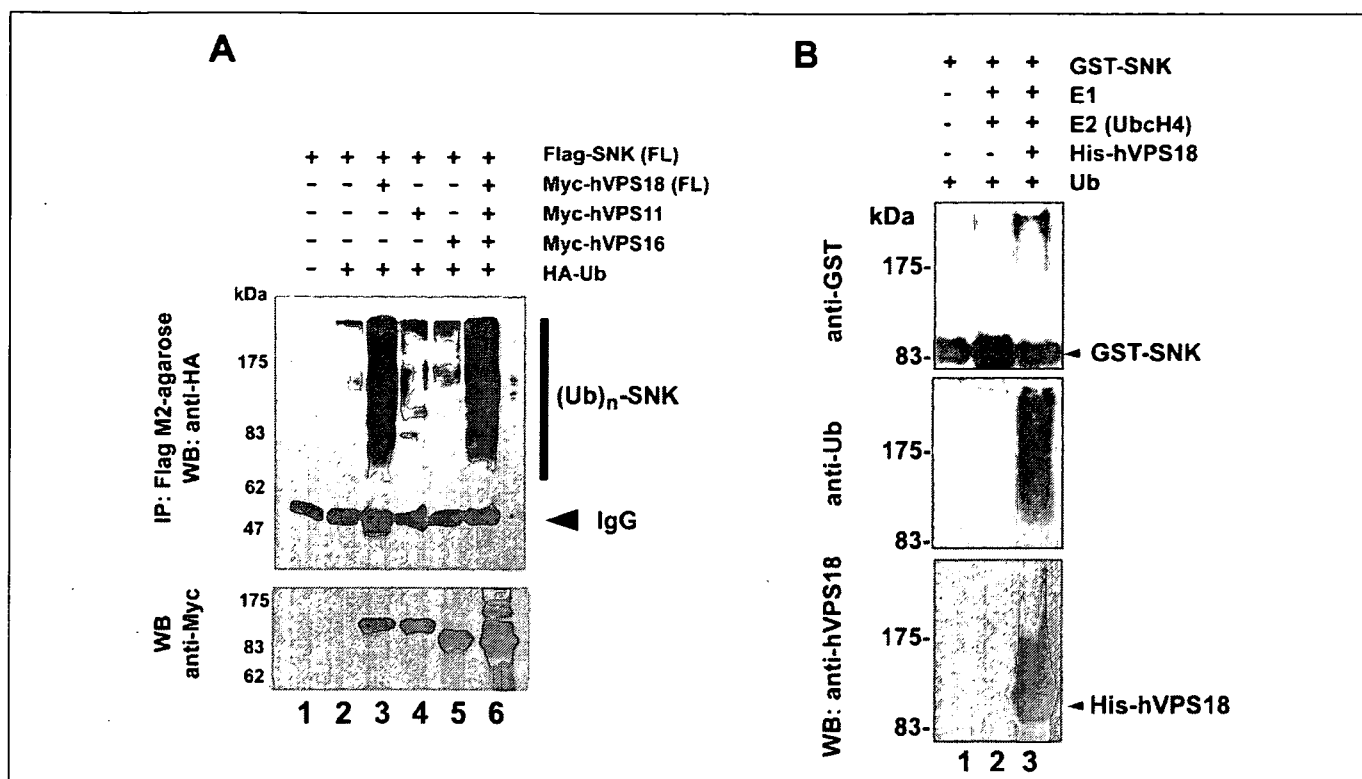 A
+ + + + + + Flag-SNK (FL)
- - + - - + Myc-hVPS18 (FL)
- - - + - + Myc-hVPS11
- - - - + + Myc-hVPS16
- + + + + + HA-Ub
kDa
175
83
62
47
IP: Flag M2-agarose
WB: anti-HA
(Ub)n-SNK
IgG
175
83
62
WB
anti-Myc
1 2 3 4 5 6
B
+ + + GST-SNK
- + + E1
- + + E2 (UbcH4)
- - + His-hVPS18
+ + + Ub
kDa
175-
83-
anti-GST
GST-SNK
175-
83-
anti-Ub
175-
83-
WB: anti-hVPS18
His-hVPS18
1 2 3